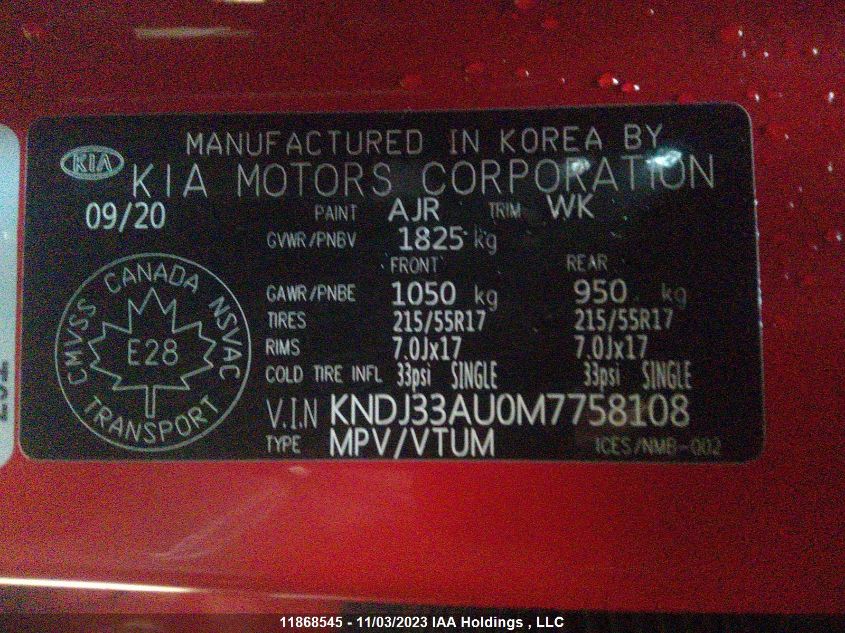 MANUFACTURED IN KOREA BY
KIA
KIA MOTORS CORPORATION
09/20
PAINT AJR TRIM WK
GVWR/PNBV 1825 kg
FRONT REAR
GAWR/PNBE 1050 kg 950 kg
TIRES 215/55R17 215/55R17
RIMS 7.0Jx17 7.0Jx17
COLD TIRE INFL 33psi SINGLE 33psi SINGLE
V.I.N KNDJ33AU0M7758108
TYPE MPV/VTUM ICES/NMB-002
CANADA
CMVSS NSVAC
E28
TRANSPORT
11868545 - 11/03/2023 IAA Holdings , LLC